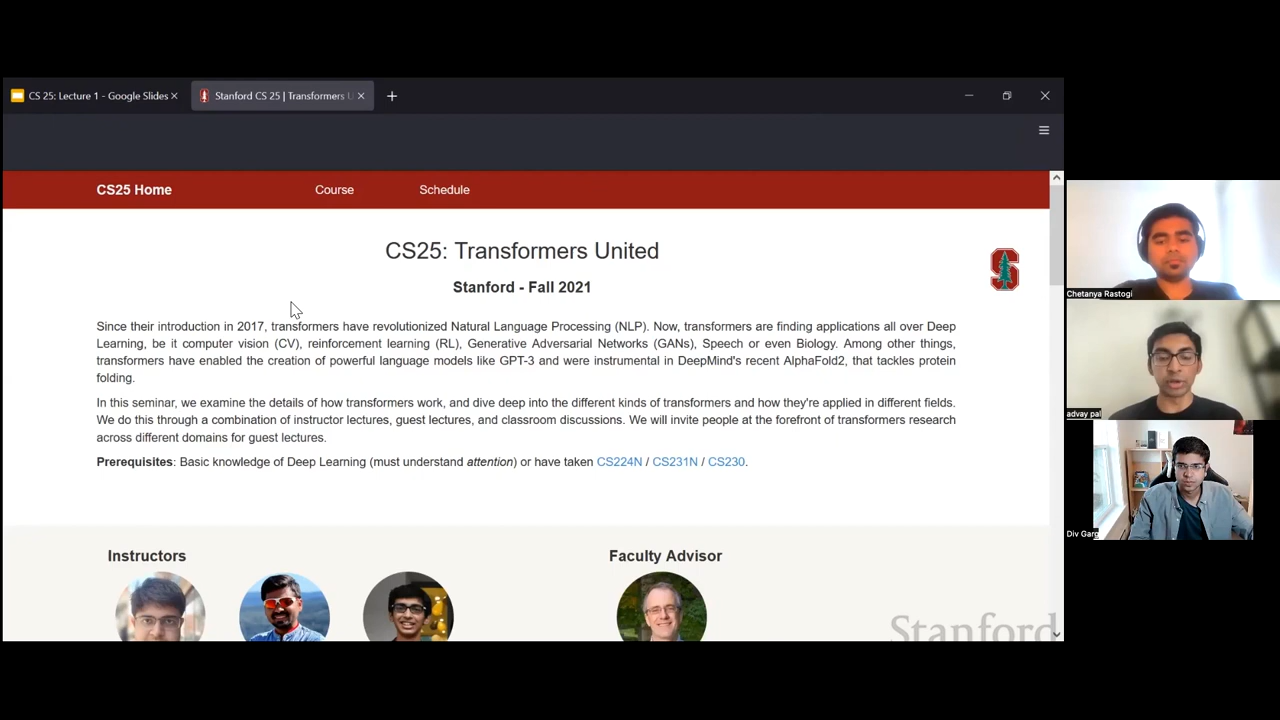 CS 25: Lecture 1 - Google Slides
Stanford CS 25 | Transformers U
CS25 Home
Course
Schedule
CS25: Transformers United
Stanford - Fall 2021
Since their introduction in 2017, transformers have revolutionized Natural Language Processing (NLP). Now, transformers are finding applications all over Deep
Learning, be it computer vision (CV), reinforcement learning (RL), Generative Adversarial Networks (GANs), Speech or even Biology. Among other things,
transformers have enabled the creation of powerful language models like GPT-3 and were instrumental in DeepMind's recent AlphaFold2, that tackles protein
folding.
In this seminar, we examine the details of how transformers work, and dive deep into the different kinds of transformers and how they're applied in different fields.
We do this through a combination of instructor lectures, guest lectures, and classroom discussions. We will invite people at the forefront of transformers research
across different domains for guest lectures.
Prerequisites: Basic knowledge of Deep Learning (must understand attention) or have taken CS224N / CS231N / CS230.
Instructors
Faculty Advisor
Stanford
Chetanya Rastogi
advay pal
Div Garg